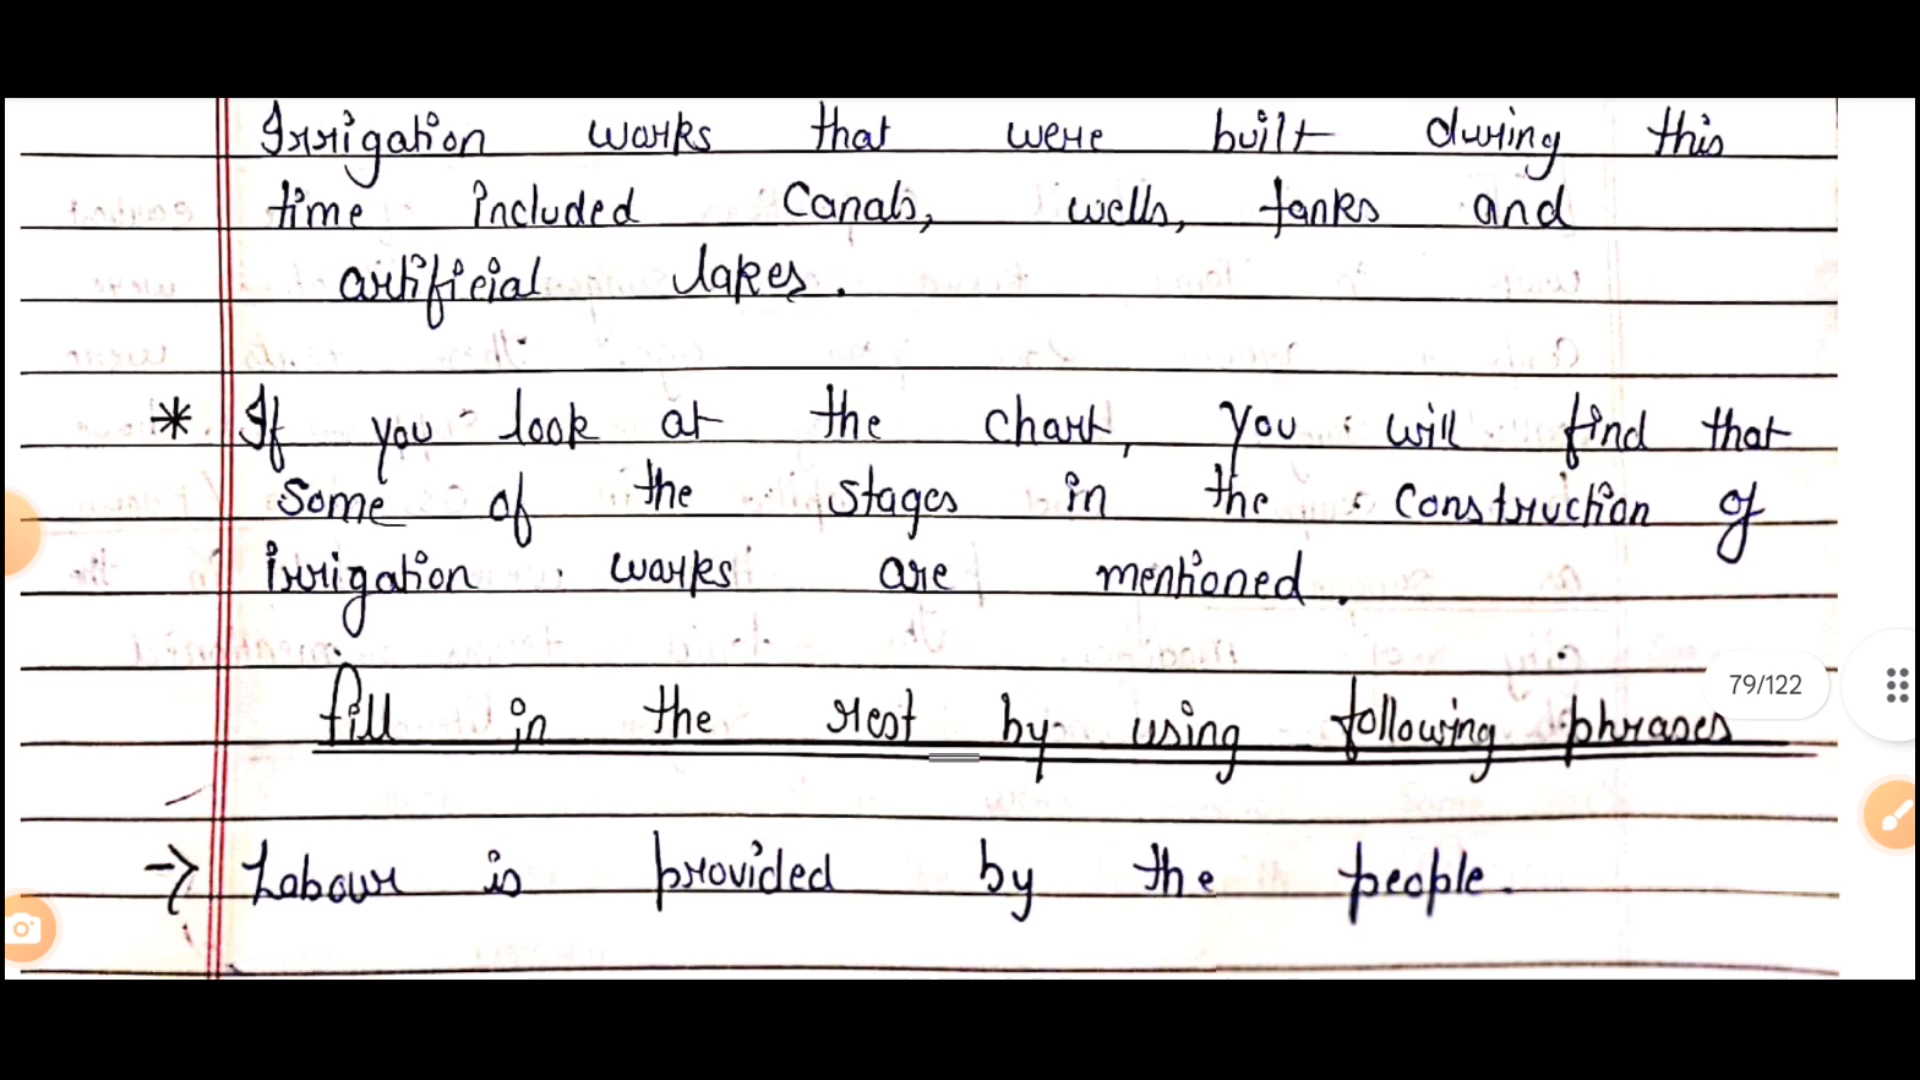 Irrigation works that were built during this
time included Canals, wells, tanks and
artificial lakes.
* If you look at the chart, you will find that
Some of the stages in the Construction of
irrigation works are mentioned.
fill in the rest by using following phrases
79/122
→ Labour is provided by the people.